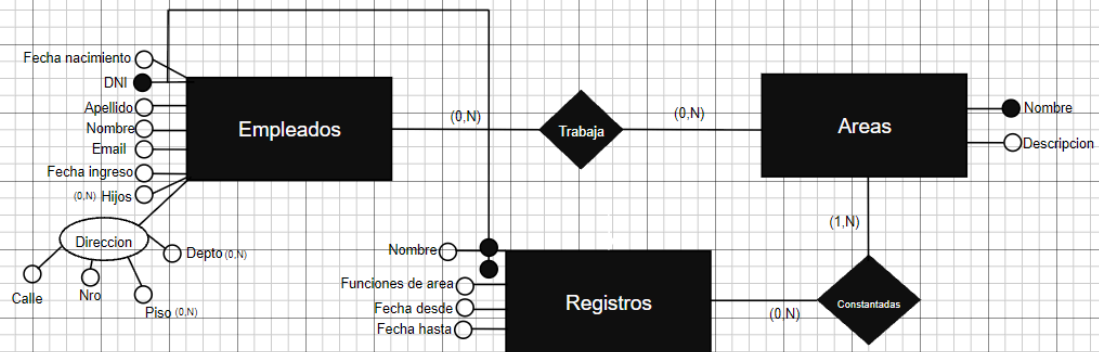 Fecha nacimiento
DNI
Apellido
Nombre
Email
Fecha ingreso
(0,N) Hijos
Direccion
Calle
Nro
Piso (0,N)
Depto (0,N)
Empleados
(0,N)
Trabaja
(0,N)
Areas
Nombre
Descripcion
(1,N)
Constantadas
(0,N)
Registros
Nombre
Funciones de area
Fecha desde
Fecha hasta